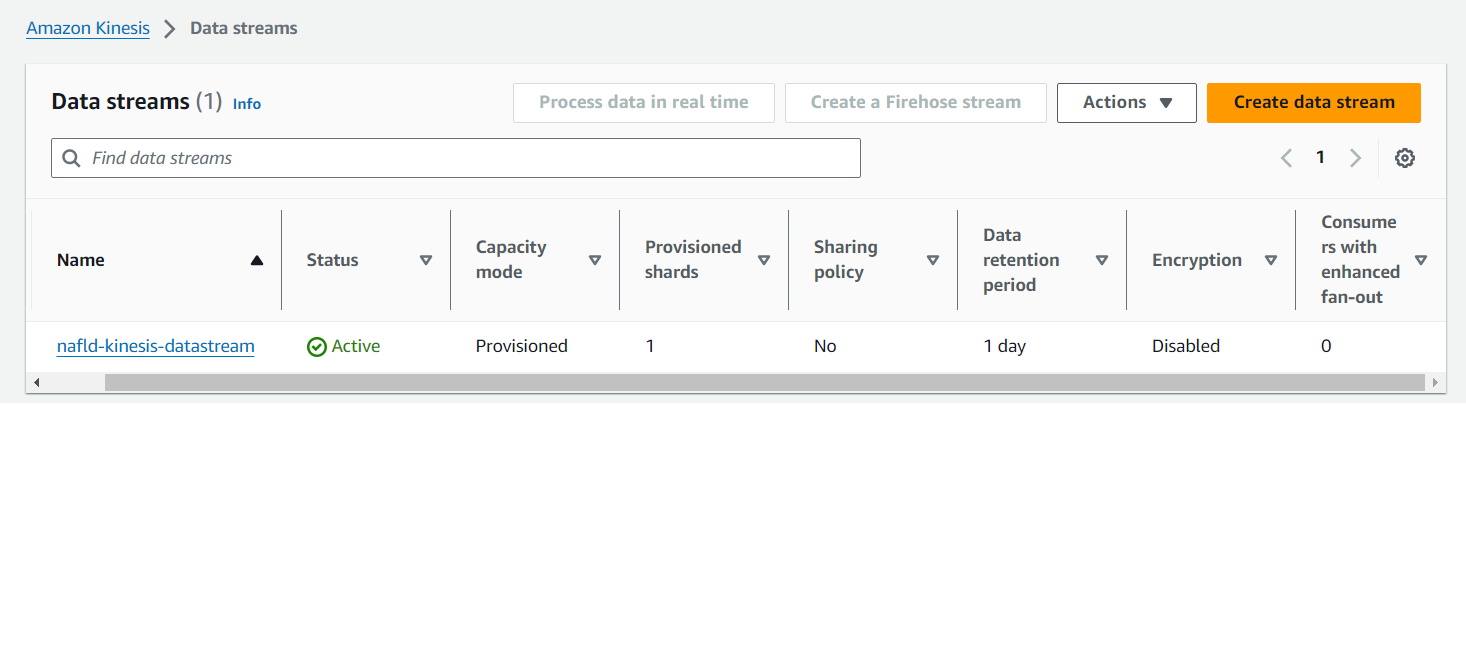 Amazon Kinesis > Data streams
Data streams (1) Info
Process data in real time
Create a Firehose stream
Actions
Create data stream
Find data streams
1
Name
Status
Capacity
mode
Provisioned
shards
Sharing
policy
Data
retention
period
Encryption
Consume
rs with
enhanced
fan-out
nafld-kinesis-datastream
Active
Provisioned
1
No
1 day
Disabled
0